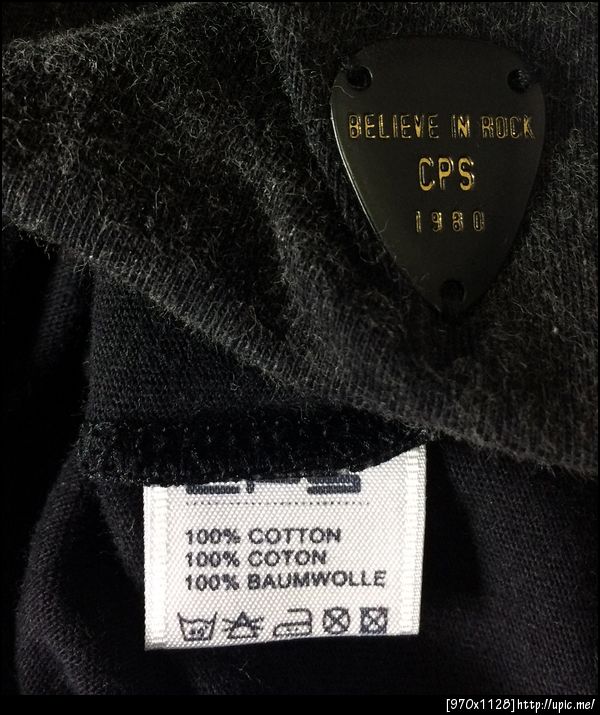 BELIEVE IN ROCK
CPS
1980
100% COTTON
100% COTON
100% BAUMWOLLE
[970x1128]http://upic.me/